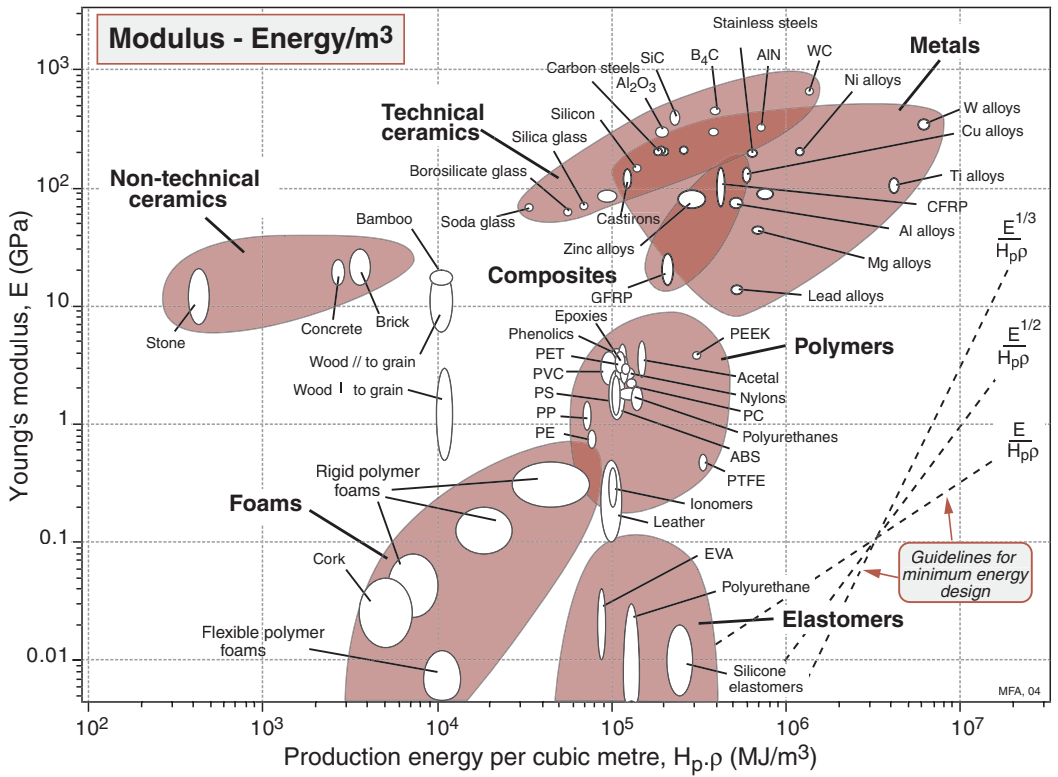 Modulus - Energy/m³
Stainless steels
Metals
SiC
B₄C
AlN
WC
Carbon steels
Al₂O₃
Ni alloys
10³
Technical
ceramics
Silicon
W alloys
Silica glass
Cu alloys
Non-technical
ceramics
Borosilicate glass
Ti alloys
10²
Bamboo
Soda glass
Cast irons
CFRP
Al alloys
Zinc alloys
Mg alloys
E^1/3
Hₚρ
Composites
GFRP
Lead alloys
10
Stone
Concrete
Brick
Epoxies
Phenolics
PEEK
Polymers
E^1/2
Hₚρ
Wood // to grain
PET
PVC
Acetal
Wood ⊥ to grain
Nylons
PS
PC
PP
Polyurethanes
1
PE
ABS
E
Hₚρ
Rigid polymer
foams
PTFE
Foams
Ionomers
Leather
0.1
Cork
EVA
Guidelines for
minimum energy
design
Polyurethane
Elastomers
Flexible polymer
foams
0.01
Silicone
elastomers
MFA, 04
10² 10³ 10⁴ 10⁵ 10⁶ 10⁷
Production energy per cubic metre, Hₚ.ρ (MJ/m³)
Young's modulus, E (GPa)